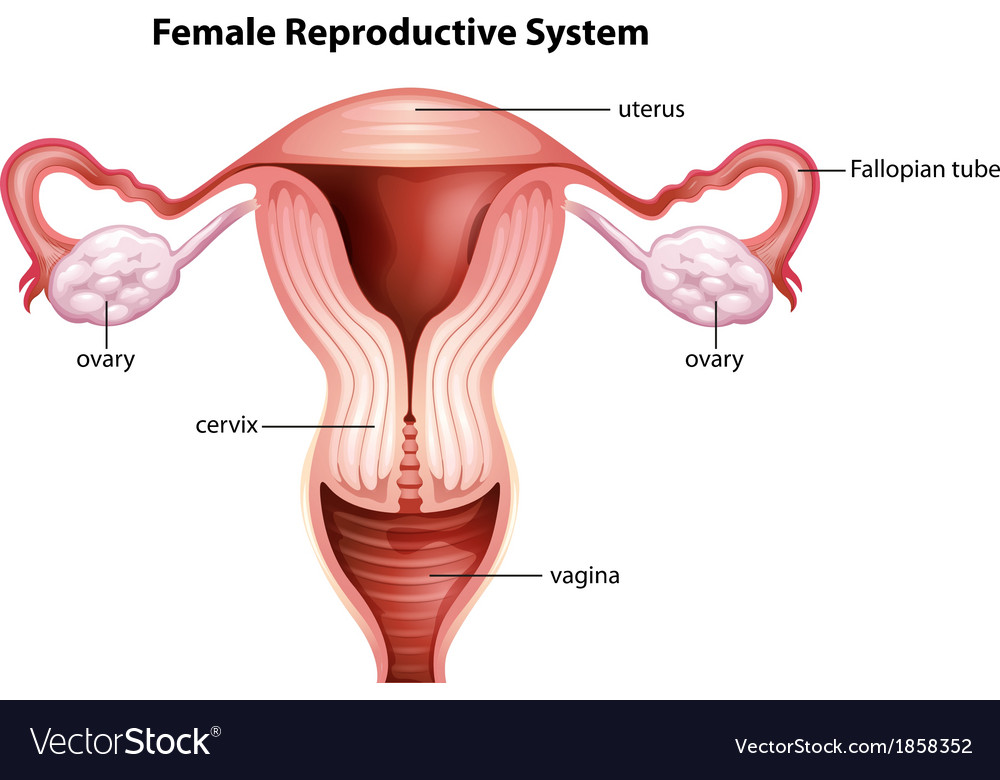 Female Reproductive System
uterus
Fallopian tube
ovary
ovary
cervix
vagina
VectorStock®
VectorStock.com/1858352